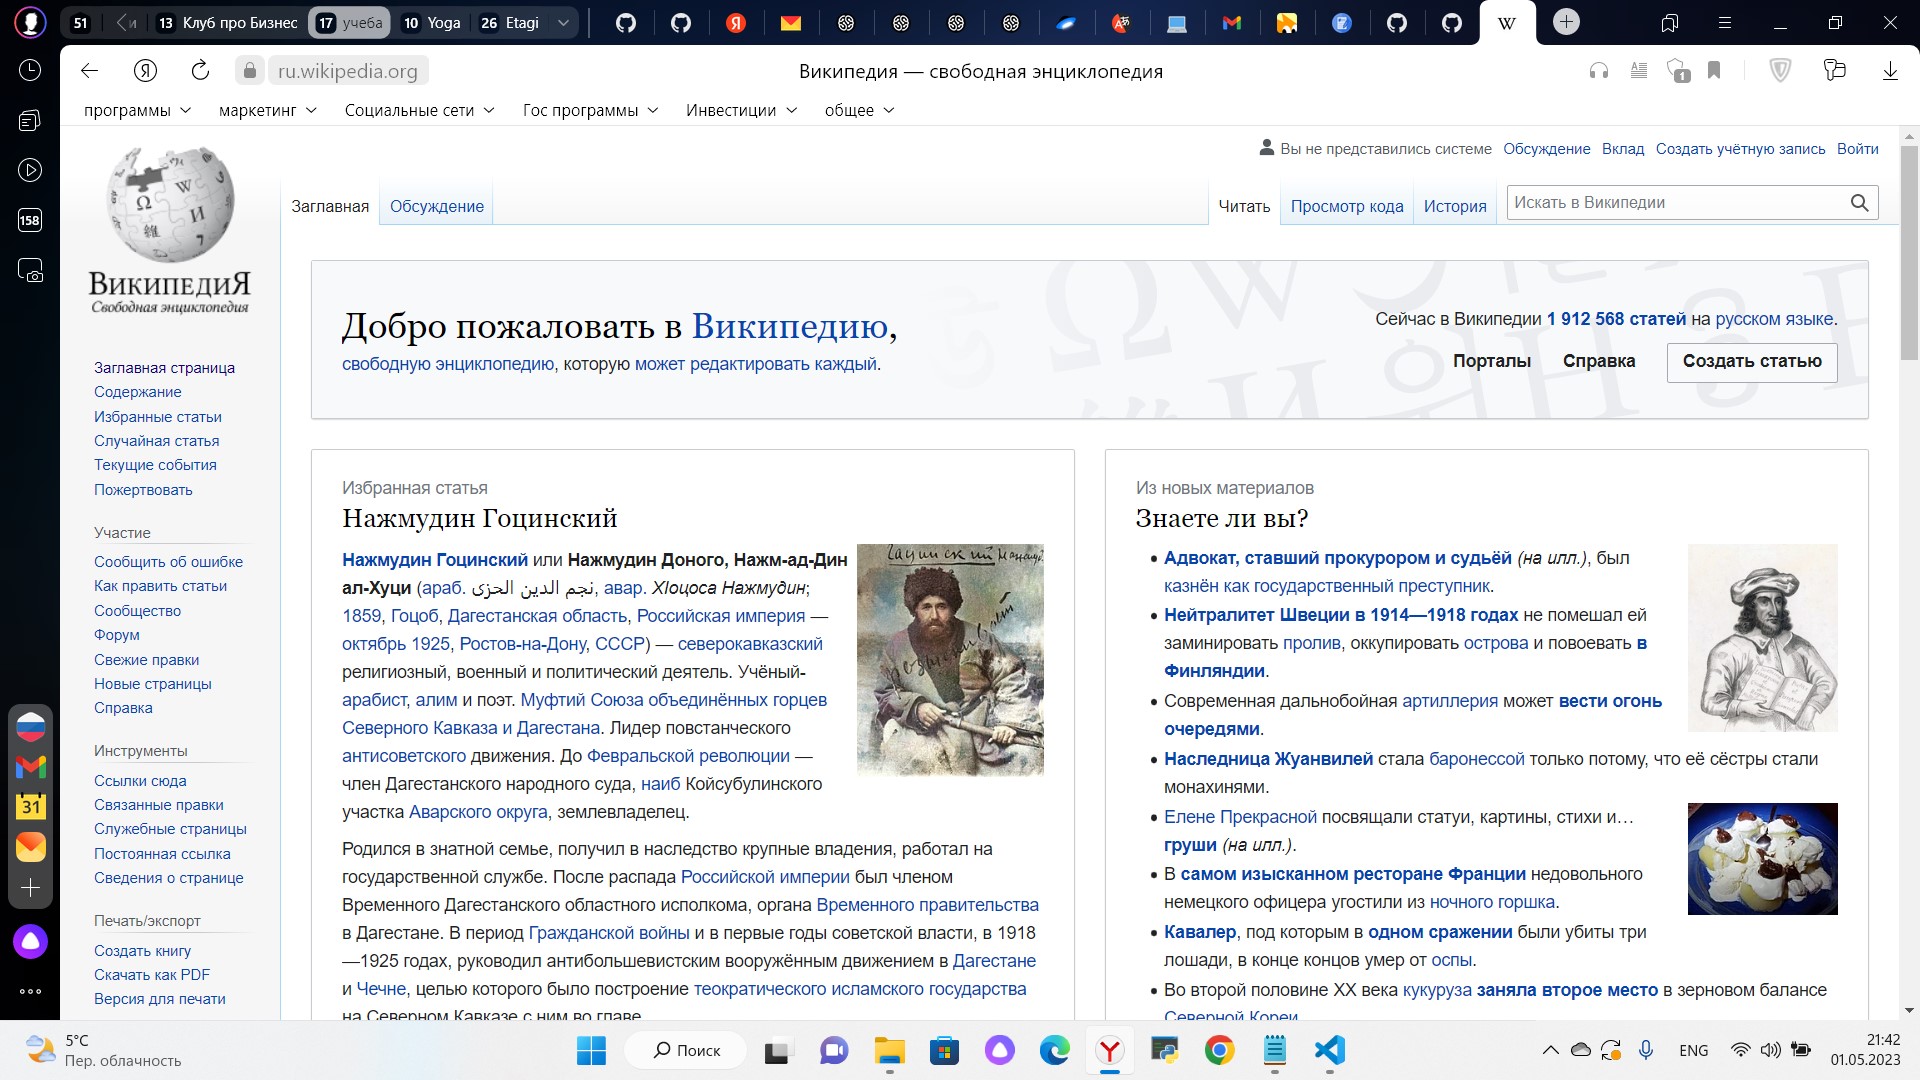 51
13 Клуб про Бизнес
17 учеба
10 Yoga
26 Etagi
W
ru.wikipedia.org
Википедия — свободная энциклопедия
1
программы
маркетинг
Социальные сети
Гос программы
Инвестиции
общее
158
31
ВикипедиЯ
Свободная энциклопедия
Вы не представились системе Обсуждение Вклад Создать учётную запись Войти
Заглавная Обсуждение
Читать Просмотр кода История
Искать в Википедии
Заглавная страница
Содержание
Избранные статьи
Случайная статья
Текущие события
Пожертвовать
Участие
Сообщить об ошибке
Как править статьи
Сообщество
Форум
Свежие правки
Новые страницы
Справка
Инструменты
Ссылки сюда
Связанные правки
Служебные страницы
Постоянная ссылка
Сведения о странице
Печать/экспорт
Создать книгу
Скачать как PDF
Версия для печати
Добро пожаловать в Википедию,
свободную энциклопедию, которую может редактировать каждый.
Сейчас в Википедии 1 912 568 статей на русском языке.
Порталы Справка Создать статью
Избранная статья
Нажмудин Гоцинский
Нажмудин Гоцинский или Нажмудин Доного, Нажм-ад-Дин
ал-Хуци (араб. نجم الدين الحزى, авар. ХӀоцоса Нажмудин;
1859, Гоцоб, Дагестанская область, Российская империя —
октябрь 1925, Ростов-на-Дону, СССР) — северокавказский
религиозный, военный и политический деятель. Учёный-
арабист, алим и поэт. Муфтий Союза объединённых горцев
Северного Кавказа и Дагестана. Лидер повстанческого
антисоветского движения. До Февральской революции —
член Дагестанского народного суда, наиб Койсубулинского
участка Аварского округа, землевладелец.
Родился в знатной семье, получил в наследство крупные владения, работал на
государственной службе. После распада Российской империи был членом
Временного Дагестанского областного исполкома, органа Временного правительства
в Дагестане. В период Гражданской войны и в первые годы советской власти, в 1918
—1925 годах, руководил антибольшевистским вооружённым движением в Дагестане
и Чечне, целью которого было построение теократического исламского государства
на Северном Кавказе с ним во главе.
Из новых материалов
Знаете ли вы?
Адвокат, ставший прокурором и судьёй (на илл.), был
казнён как государственный преступник.
Нейтралитет Швеции в 1914—1918 годах не помешал ей
заминировать пролив, оккупировать острова и повоевать в
Финляндии.
Современная дальнобойная артиллерия может вести огонь
очередями.
Наследница Жуанвилей стала баронессой только потому, что её сёстры стали
монахинями.
Елене Прекрасной посвящали статуи, картины, стихи и…
груши (на илл.).
В самом изысканном ресторане Франции недовольного
немецкого офицера угостили из ночного горшка.
Кавалер, под которым в одном сражении были убиты три
лошади, в конце концов умер от оспы.
Во второй половине XX века кукуруза заняла второе место в зерновом балансе
Северной Кореи.
5°C
Пер. облачность
Поиск
ENG
21:42
01.05.2023